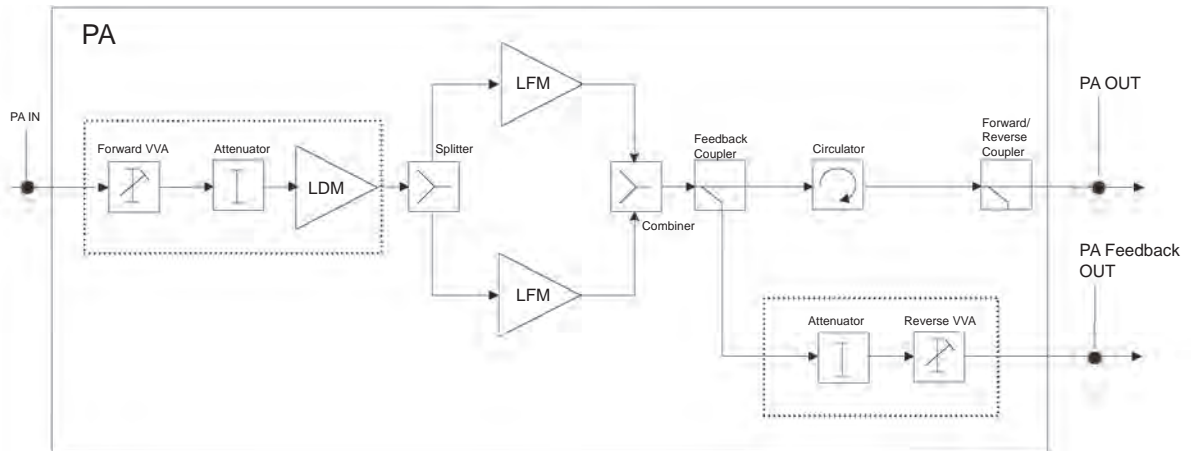 PA
LFM
PA OUT
PA IN
Forward VVA
Attenuator
LDM
Splitter
Feedback
Coupler
Circulator
Forward/
Reverse
Coupler
Combiner
LFM
PA Feedback
OUT
Attenuator
Reverse VVA